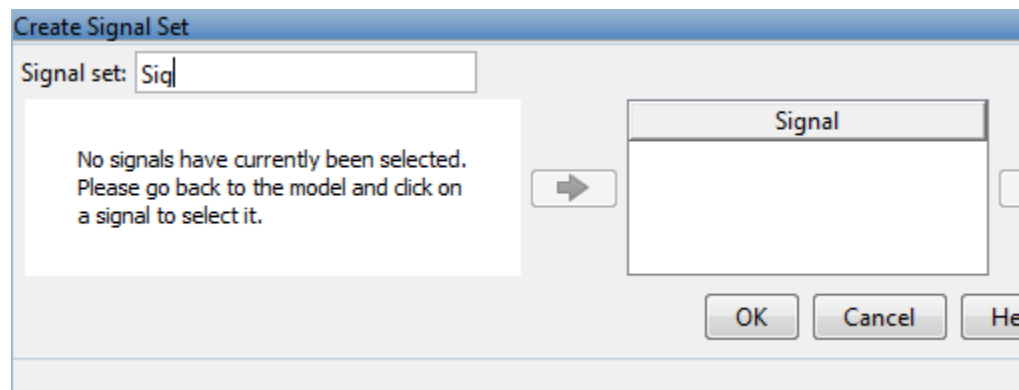 Create Signal Set
Signal set: Sig
No signals have currently been selected.
Please go back to the model and click on
a signal to select it.
Signal
OK Cancel He